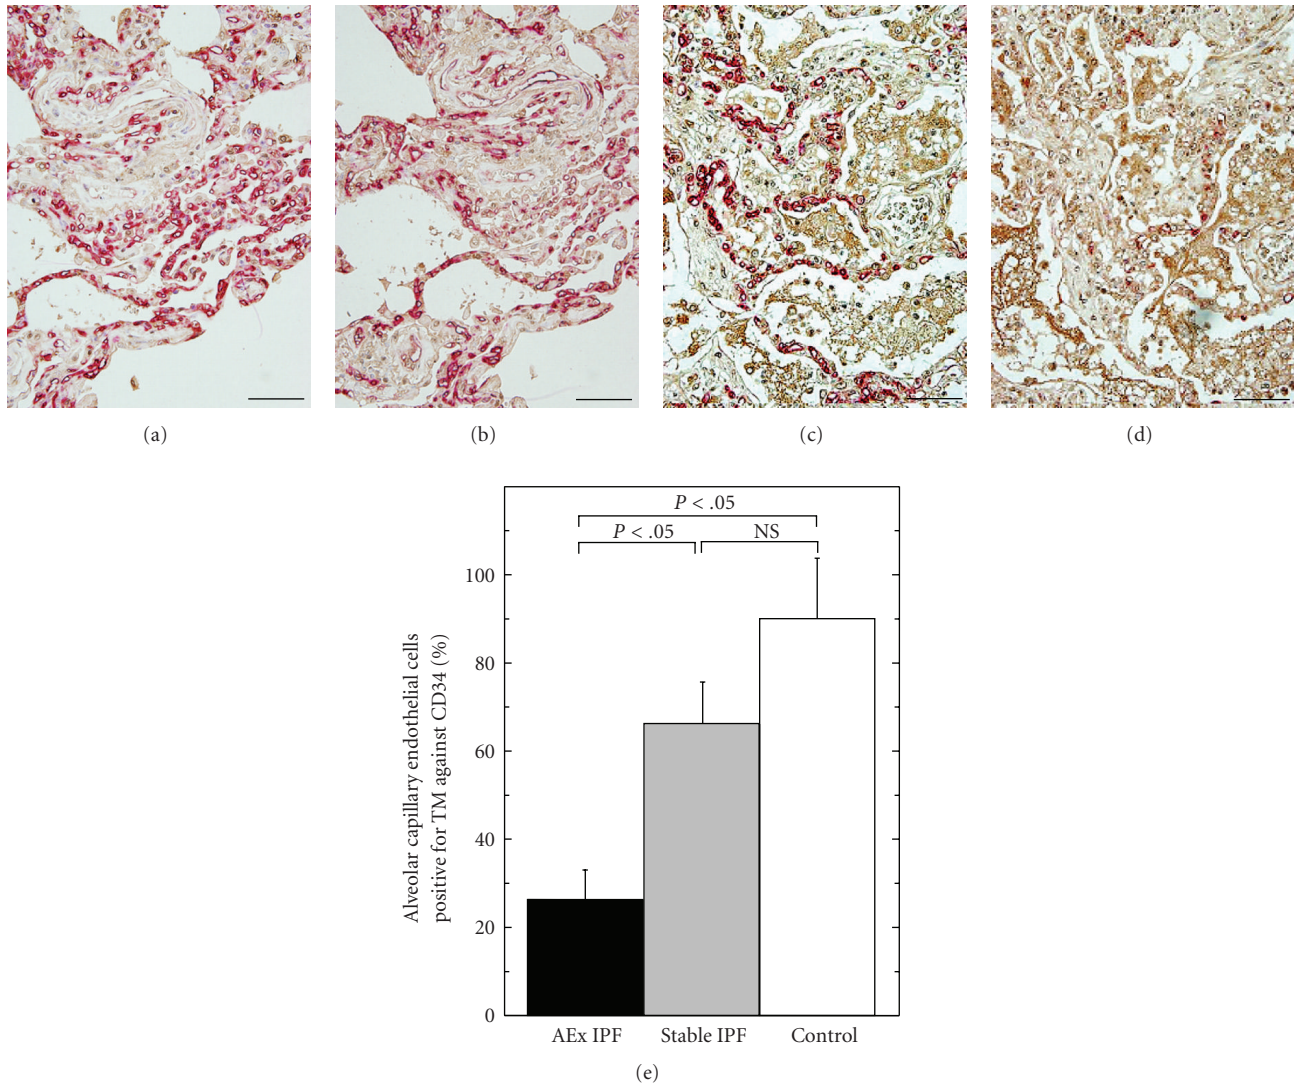 (a)
(b)
(c)
(d)
P < .05
P < .05
NS
100
80
60
40
20
0
Alveolar capillary endothelial cells
positive for TM against CD34 (%)
AEx IPF
Stable IPF
Control
(e)